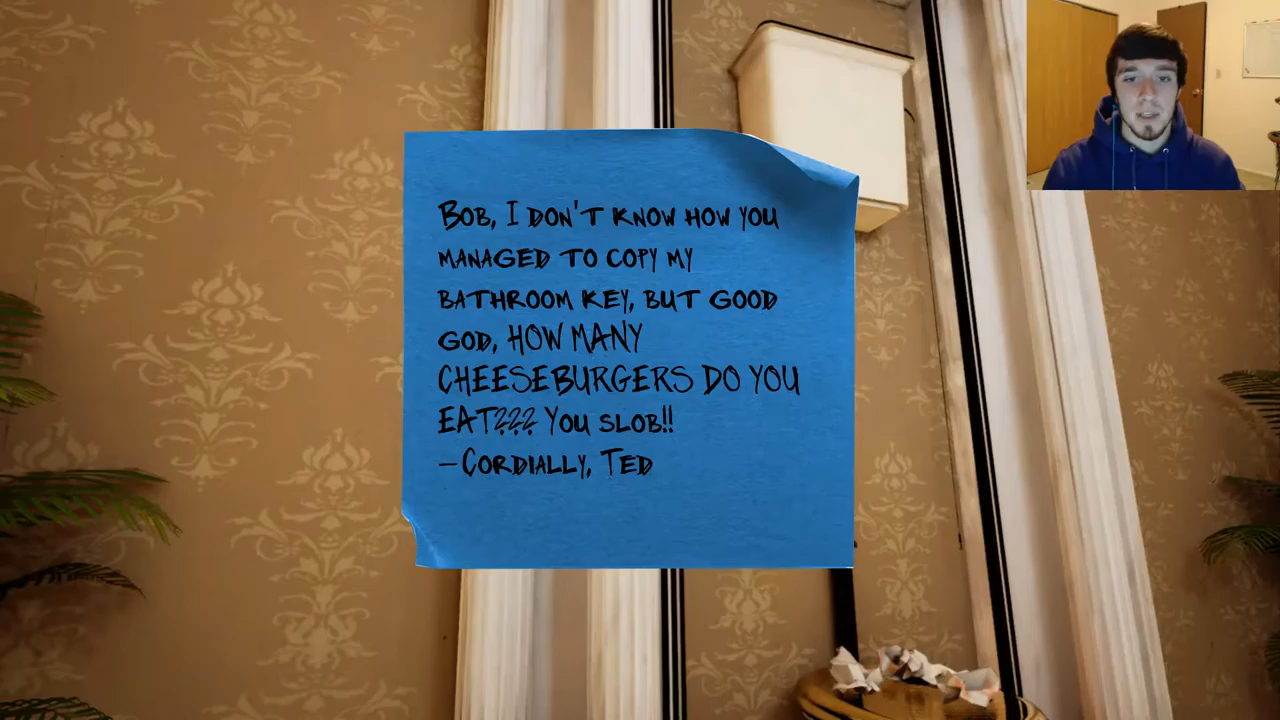 Bob, I don't know how you
managed to copy my
bathroom key, but good
god, HOW MANY
CHEESEBURGERS DO YOU
EAT??? You slob!!
– Cordially, Ted